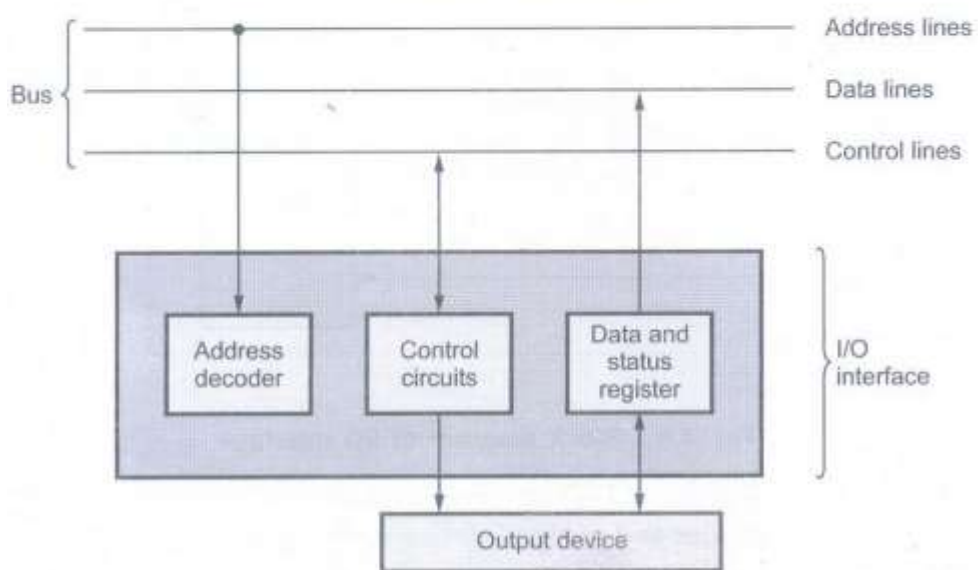 Address lines
Bus
Data lines
Control lines
Address
decoder
Control
circuits
Data and
status
register
I/O
interface
Output device